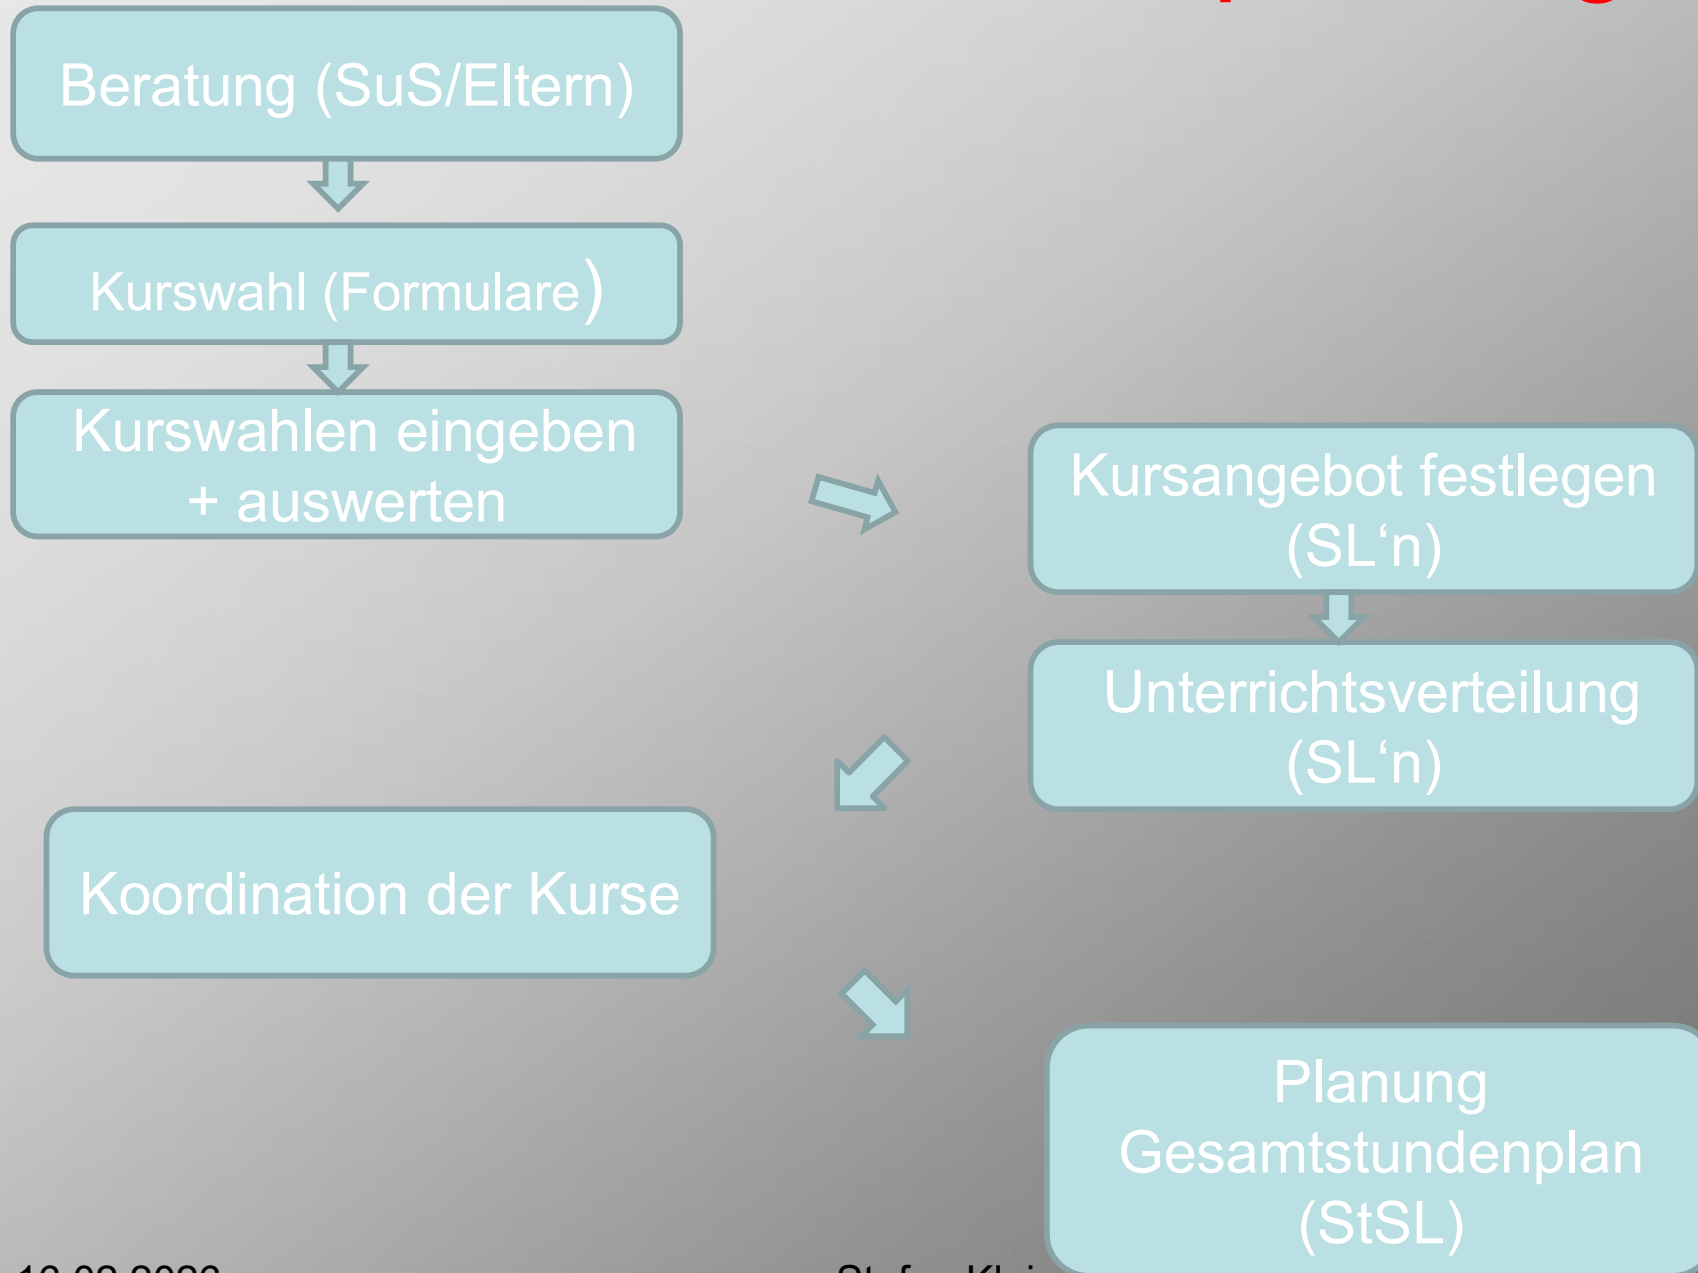 Beratung (SuS/Eltern)
Kurswahl (Formulare)
Kurswahlen eingeben
+ auswerten
Kursangebot festlegen
(SL‘n)
Unterrichtsverteilung
(SL‘n)
Koordination der Kurse
Planung
Gesamtstundenplan
(StSL)